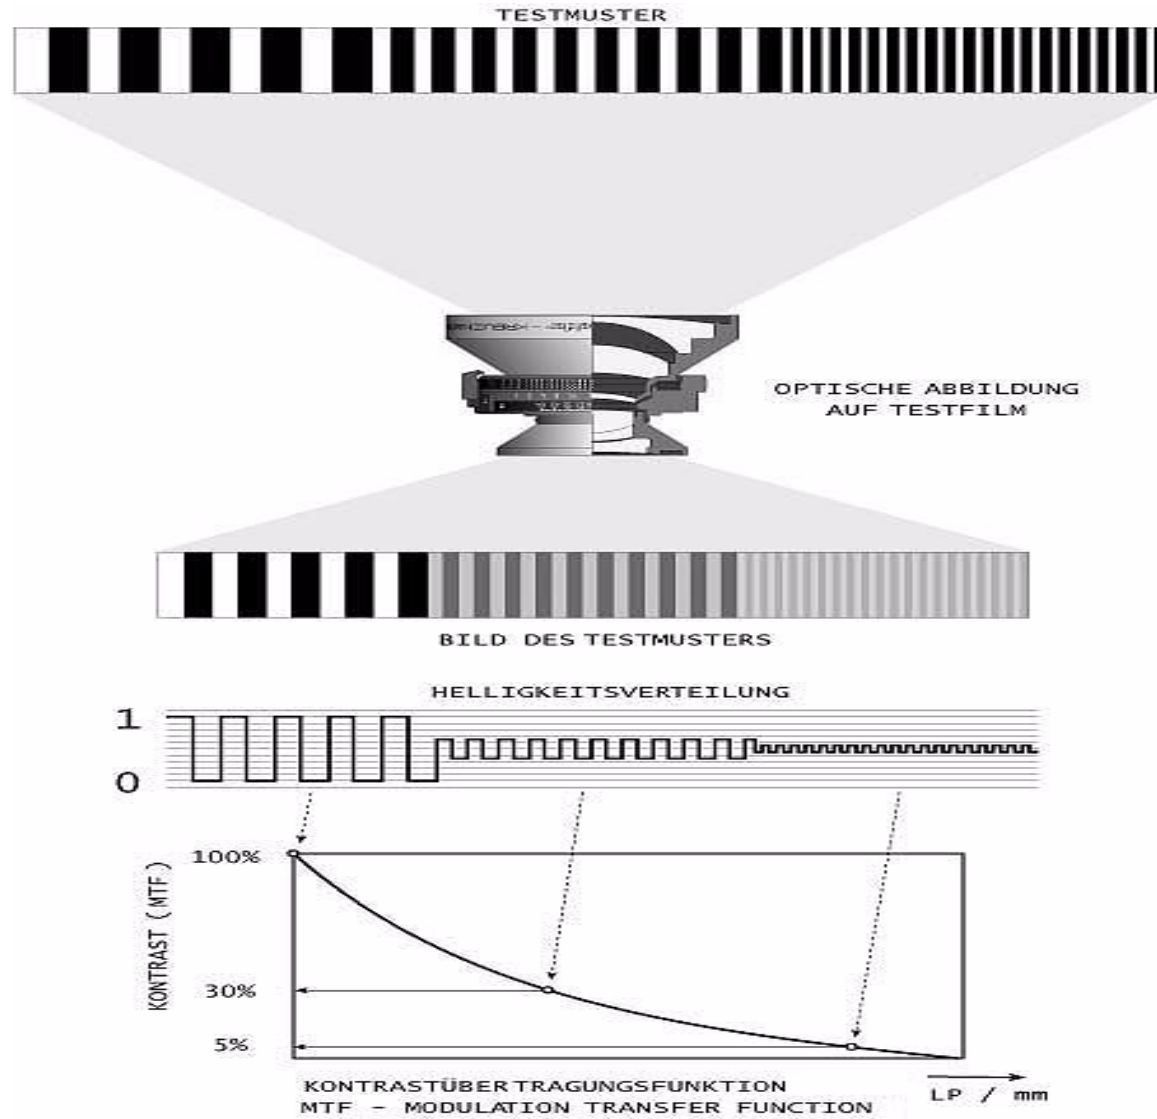 TESTMUSTER
OPTISCHE ABBILDUNG
AUF TESTFILM
BILD DES TESTMUSTERS
HELLIGKEITSVERTEILUNG
1
0
KONTRAST (MTF)
100%
30%
5%
LP / mm
KONTRASTÜBERTRAGUNGSFUNKTION
MTF - MODULATION TRANSFER FUNCTION